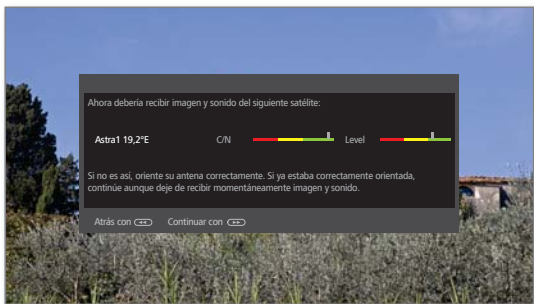 Ahora debería recibir imagen y sonido del siguiente satélite:
Astra1 19,2°E C/N Level
Si no es así, oriente su antena correctamente. Si ya estaba correctamente orientada,
continúe aunque deje de recibir momentáneamente imagen y sonido.
Atrás con Continuar con